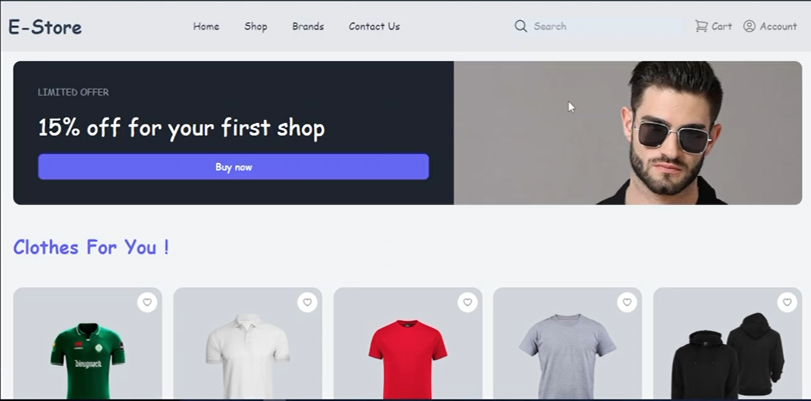 E-Store
Home Shop Brands Contact Us
Search
Cart Account
LIMITED OFFER
15% off for your first shop
Buy now
Clothes For You !